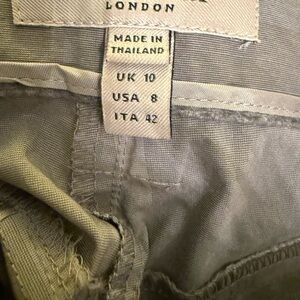 LONDON
MADE IN
THAILAND
UK 10
USA 8
ITA 42